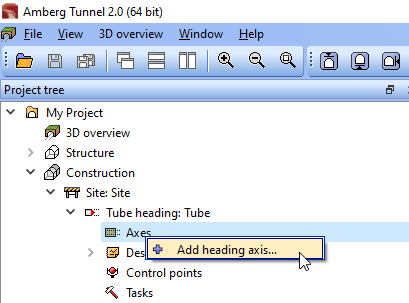 Amberg Tunnel 2.0 (64 bit)
File View 3D overview Window Help
Project tree
My Project
3D overview
Structure
Construction
Site: Site
Tube heading: Tube
Axes
Add heading axis...
Control points
Tasks